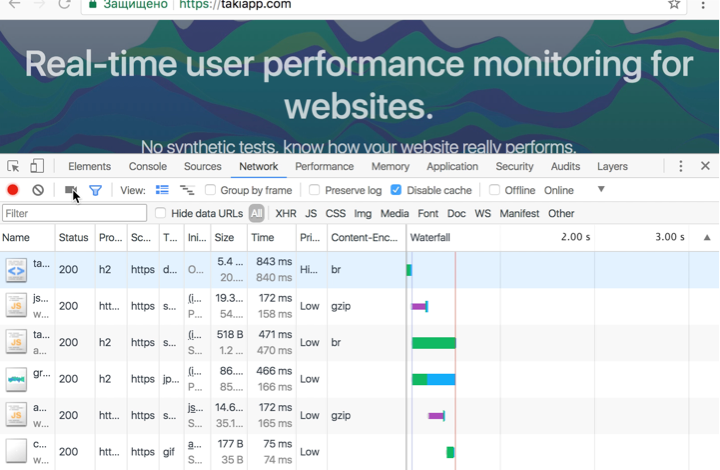 Защищено https://takiapp.com
Real-time user performance monitoring for
websites.
No synthetic tests, know how your website really performs.
Elements Console Sources Network Performance Memory Application Security Audits Layers
View: Group by frame Preserve log Disable cache Offline Online
Filter Hide data URLs All XHR JS CSS Img Media Font Doc WS Manifest Other
Name Status Pro... Sc... T... Ini... Size Time Pri... Content-Enc... Waterfall 2.00 s 3.00 s
ta... 200 h2 https d... O... 5.4 ... 843 ms Hi... br
20.... 840 ms
js... 200 htt... https s... (i... 19.3... 172 ms Low gzip
w... P... 54.... 158 ms
ta... 200 h2 https s... (i... 518 B 471 ms Low br
a... S... 1.2 ... 470 ms
gr... 200 h2 https jp... (i... 86.... 466 ms Low
P... 85.... 166 ms
a... 200 htt... https s... js... 14.6... 172 ms Low gzip
w... S... 35.1... 165 ms
c... 200 htt... https gif a... 177 B 75 ms Low
w... S... 35 B 74 ms